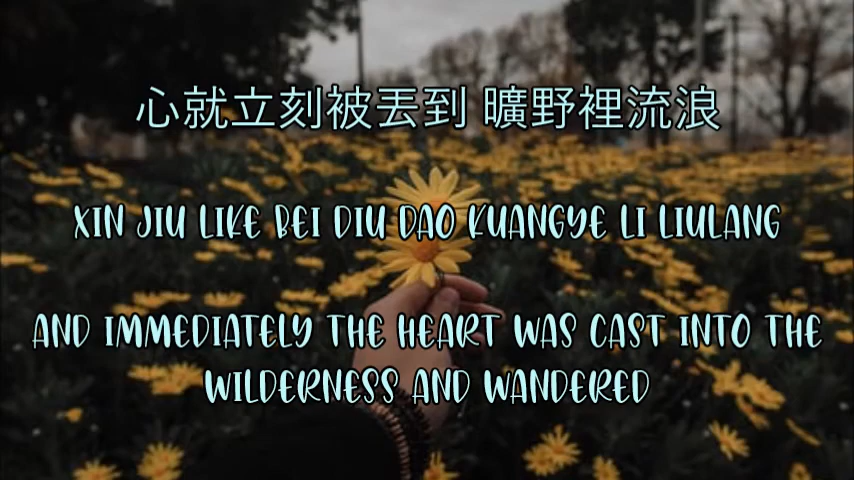 心就立刻被丟到 曠野裡流浪
XIN JIU LIKE BEI DIU DAO KUANGYE LI LIULANG
AND IMMEDIATELY THE HEART WAS CAST INTO THE
WILDERNESS AND WANDERED